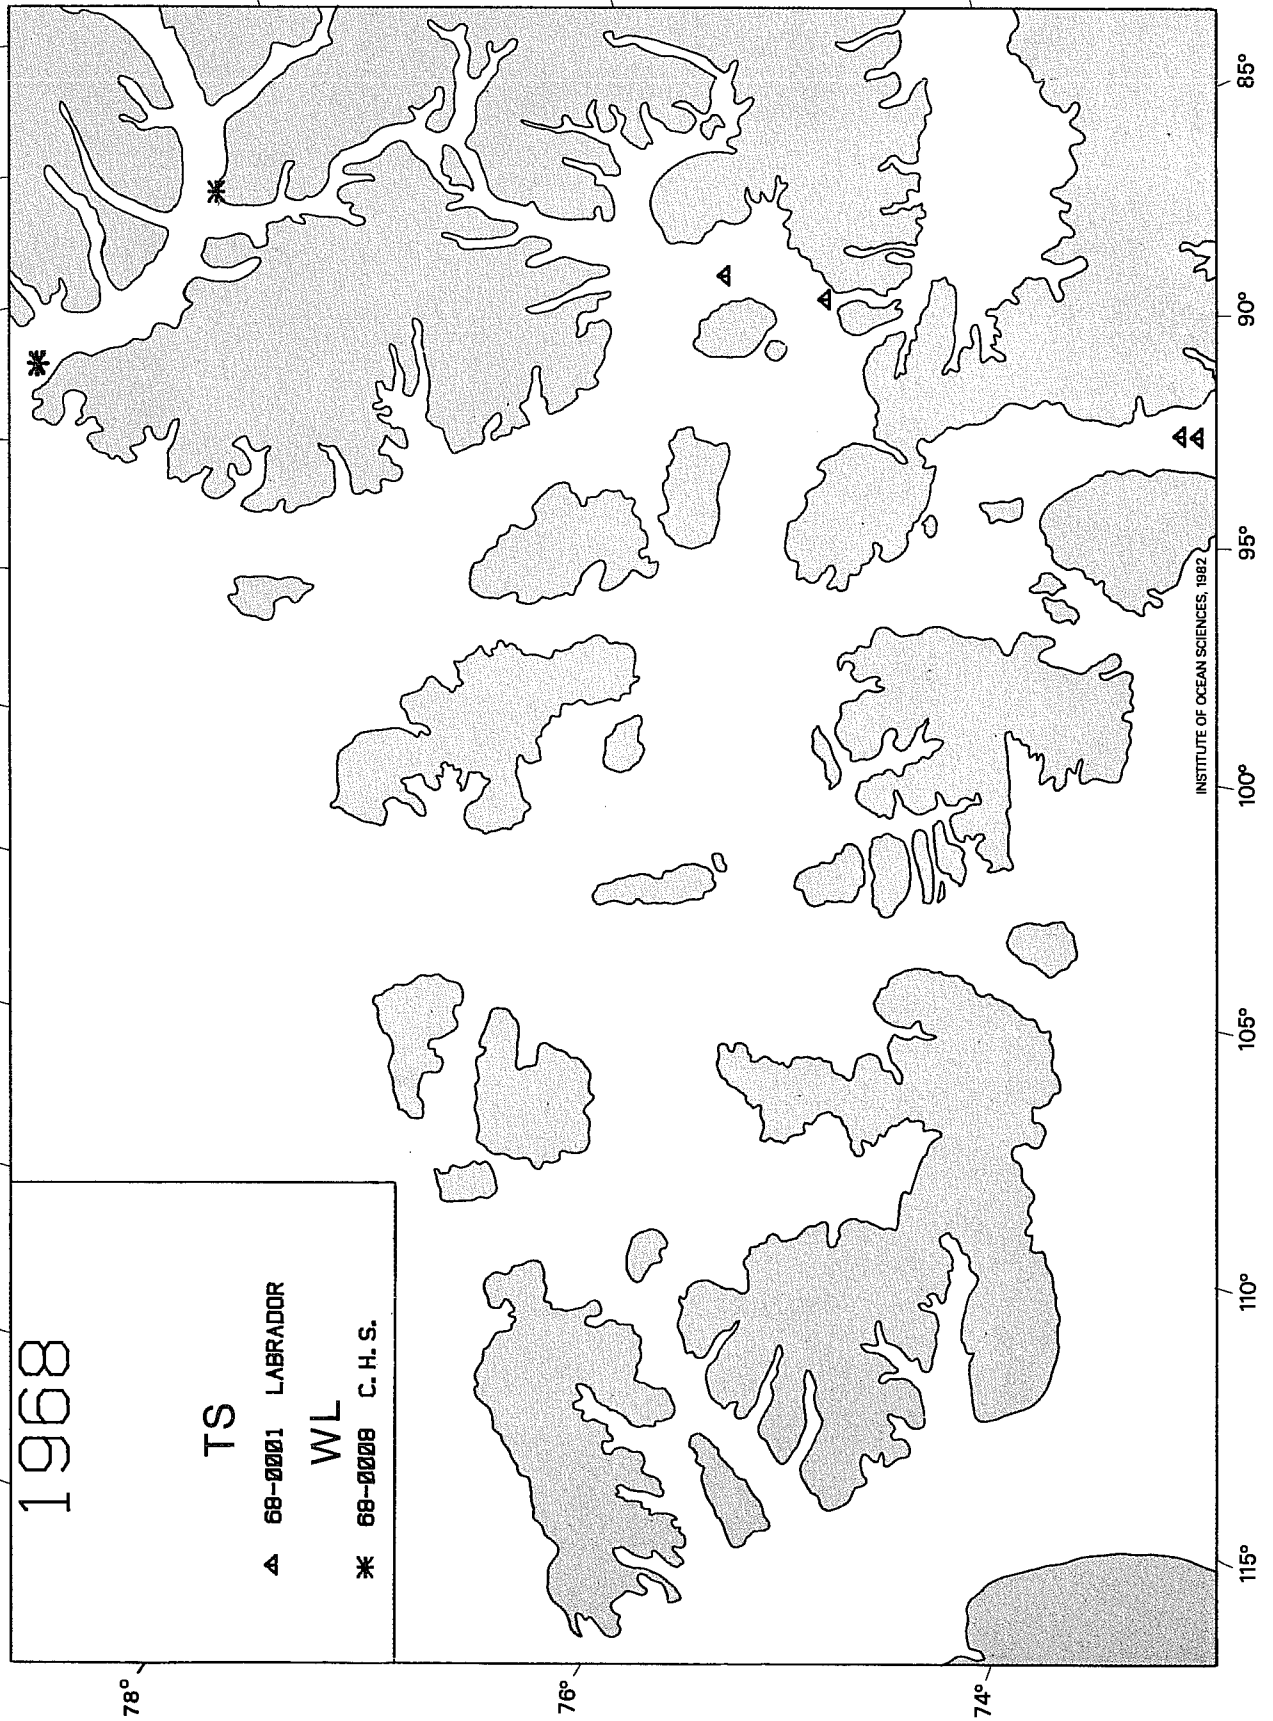 1968
TS
68-0001 LABRADOR
WL
68-0008 C.H.S.
78°
76°
74°
115°
110°
105°
100°
95°
90°
85°
INSTITUTE OF OCEAN SCIENCES, 1982